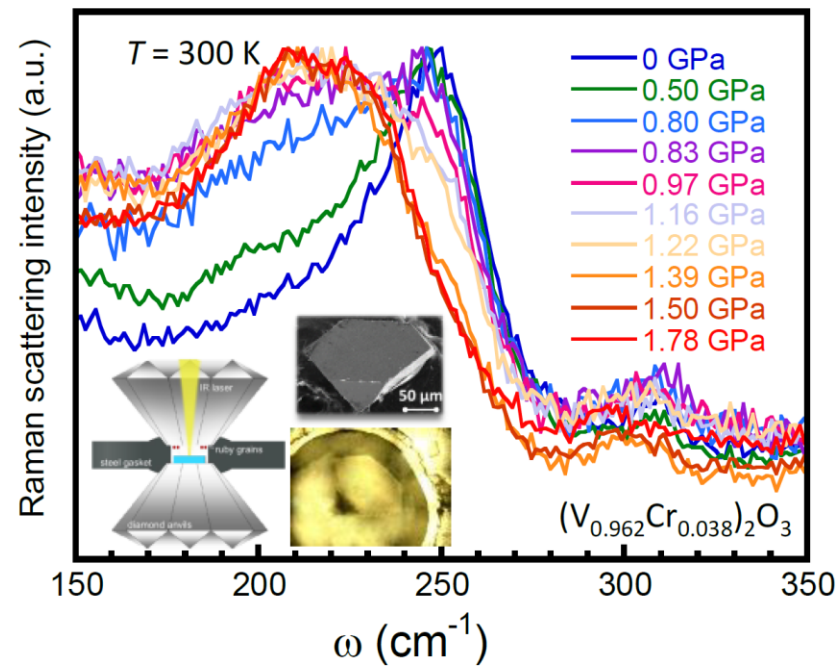 T = 300 K
0 GPa
0.50 GPa
0.80 GPa
0.83 GPa
0.97 GPa
1.16 GPa
1.22 GPa
1.39 GPa
1.50 GPa
1.78 GPa
Raman scattering intensity (a.u.)
IR laser
ruby grains
steel gasket
diamond anvils
50 μm
(V0.962Cr0.038)2O3
150
200
250
300
350
ω (cm-1)